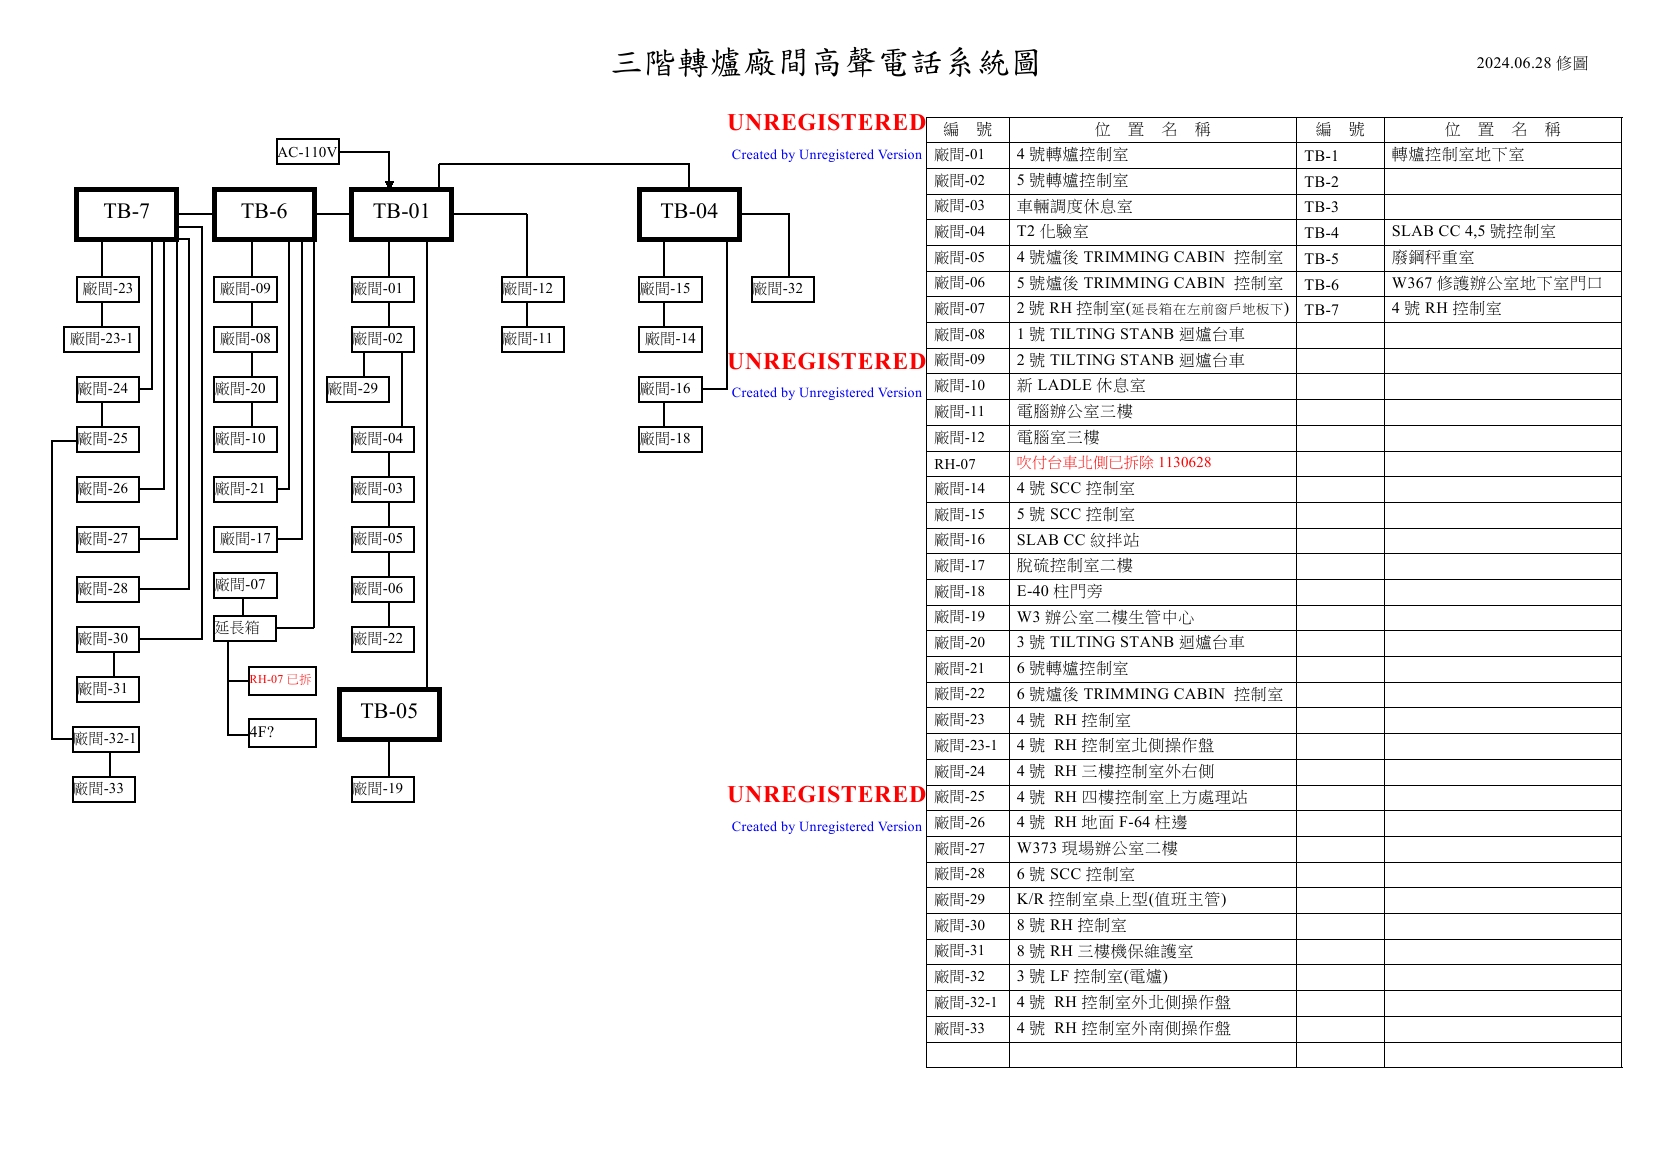 三階轉爐廠間高聲電話系統圖
2024.06.28 修圖
UNREGISTERED
Created by Unregistered Version
AC-110V
TB-7
TB-6
TB-01
TB-04
廠間-23
廠間-09
廠間-01
廠間-12
廠間-15
廠間-32
廠間-23-1
廠間-08
廠間-02
廠間-11
廠間-14
UNREGISTERED
Created by Unregistered Version
廠間-24
廠間-20
廠間-29
廠間-16
廠間-25
廠間-10
廠間-04
廠間-18
廠間-26
廠間-21
廠間-03
廠間-27
廠間-17
廠間-05
廠間-28
廠間-07
廠間-06
廠間-30
延長箱
廠間-22
廠間-31
RH-07 已拆
TB-05
廠間-32-1
4F?
廠間-33
廠間-19
UNREGISTERED
Created by Unregistered Version
編 號 位 置 名 稱 編 號 位 置 名 稱
廠間-01 4 號轉爐控制室 TB-1 轉爐控制室地下室
廠間-02 5 號轉爐控制室 TB-2
廠間-03 車輛調度休息室 TB-3
廠間-04 T2 化驗室 TB-4 SLAB CC 4,5 號控制室
廠間-05 4 號爐後 TRIMMING CABIN 控制室 TB-5 廢鋼秤重室
廠間-06 5 號爐後 TRIMMING CABIN 控制室 TB-6 W367 修護辦公室地下室門口
廠間-07 2 號 RH 控制室(延長箱在左前窗戶地板下) TB-7 4 號 RH 控制室
廠間-08 1 號 TILTING STANB 迴爐台車
廠間-09 2 號 TILTING STANB 迴爐台車
廠間-10 新 LADLE 休息室
廠間-11 電腦辦公室三樓
廠間-12 電腦室三樓
RH-07 吹付台車北側已拆除 1130628
廠間-14 4 號 SCC 控制室
廠間-15 5 號 SCC 控制室
廠間-16 SLAB CC 紋拌站
廠間-17 脫硫控制室二樓
廠間-18 E-40 柱門旁
廠間-19 W3 辦公室二樓生管中心
廠間-20 3 號 TILTING STANB 迴爐台車
廠間-21 6 號轉爐控制室
廠間-22 6 號爐後 TRIMMING CABIN 控制室
廠間-23 4 號 RH 控制室
廠間-23-1 4 號 RH 控制室北側操作盤
廠間-24 4 號 RH 三樓控制室外右側
廠間-25 4 號 RH 四樓控制室上方處理站
廠間-26 4 號 RH 地面 F-64 柱邊
廠間-27 W373 現場辦公室二樓
廠間-28 6 號 SCC 控制室
廠間-29 K/R 控制室桌上型(值班主管)
廠間-30 8 號 RH 控制室
廠間-31 8 號 RH 三樓機保維護室
廠間-32 3 號 LF 控制室(電爐)
廠間-32-1 4 號 RH 控制室外北側操作盤
廠間-33 4 號 RH 控制室外南側操作盤